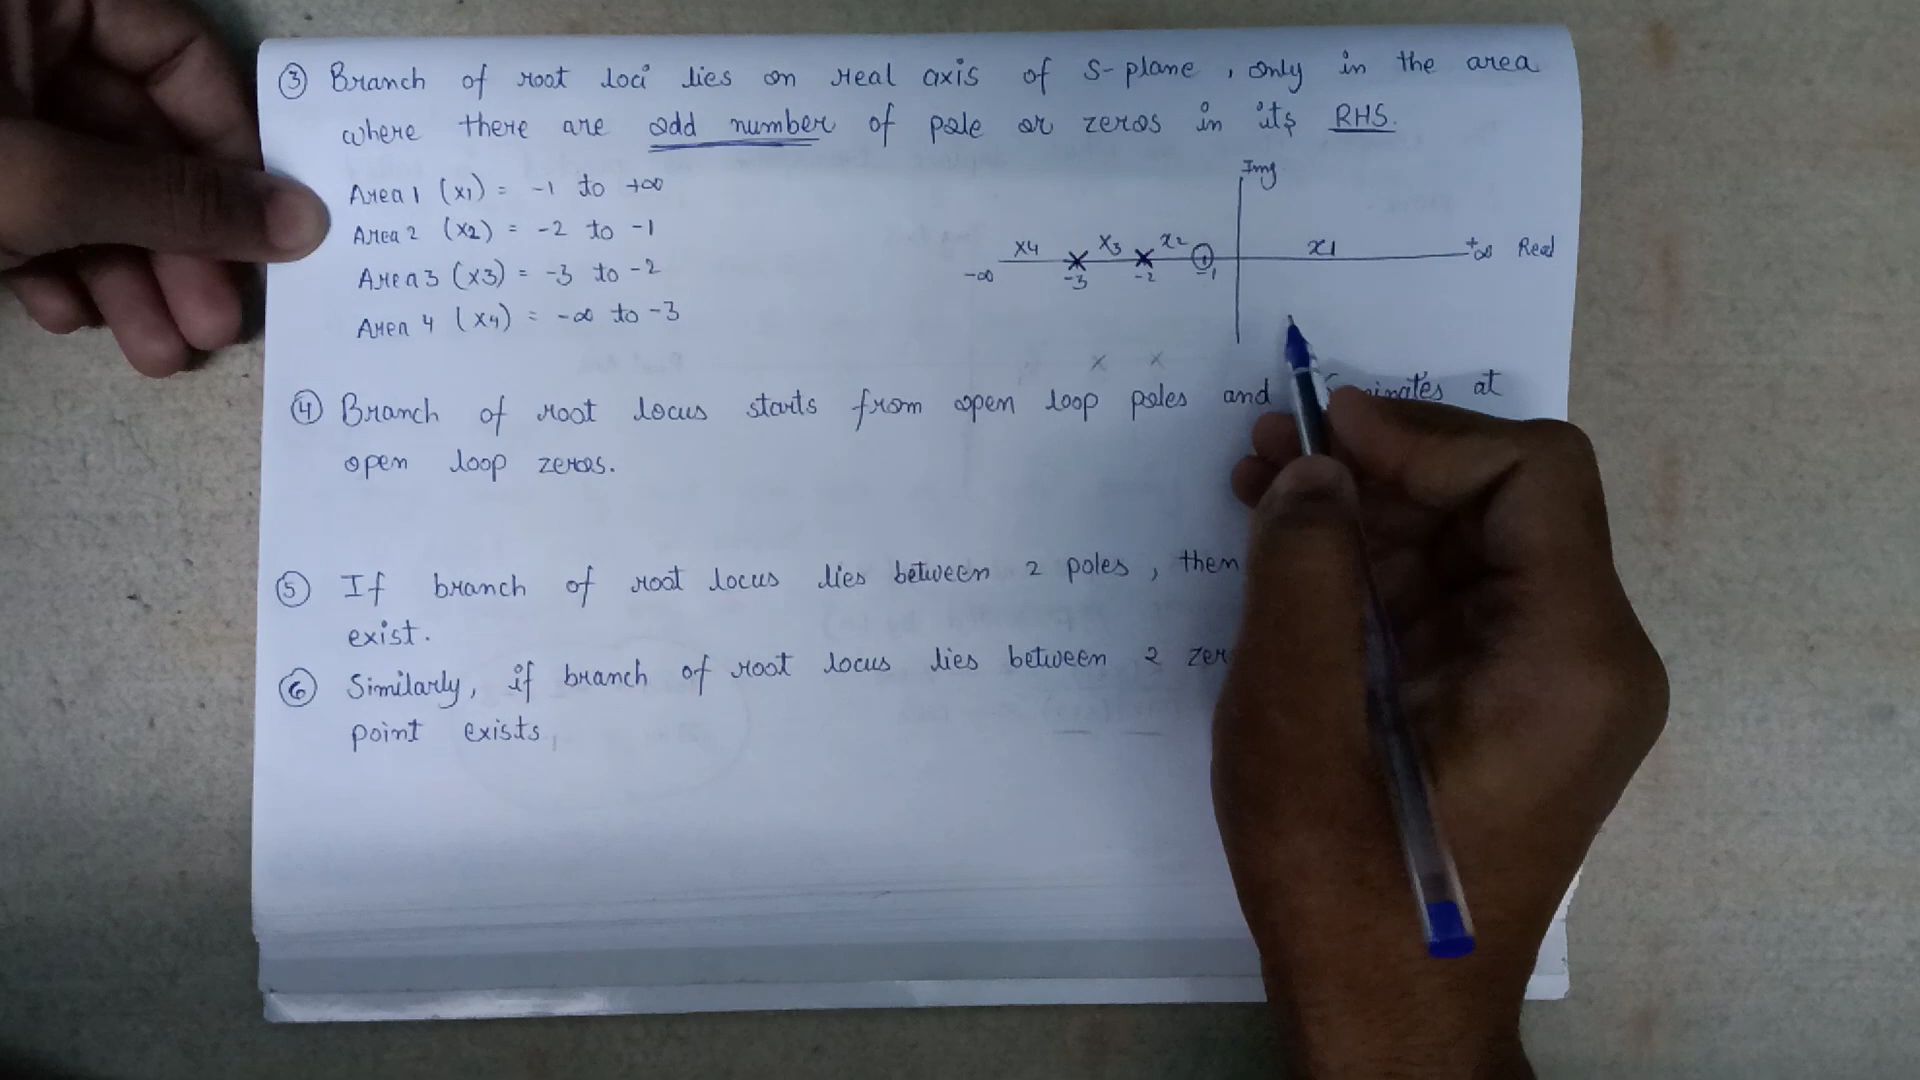 ③ Branch of root loci lies on real axis of S-plane, only in the area
where there are odd number of pole or zeros in its RHS.
Area 1 (x1) = -1 to +∞
Area 2 (x2) = -2 to -1
Area 3 (x3) = -3 to -2
Area 4 (x4) = -∞ to -3
Img
x4 x3 x2 x1 +∞ Real
-∞ -3 -2 -1
x x
④ Branch of root locus starts from open loop poles and at
open loop zeros.
⑤ If branch of root locus lies between 2 poles, then
exist.
⑥ Similarly, if branch of root locus lies between 2
point exists,